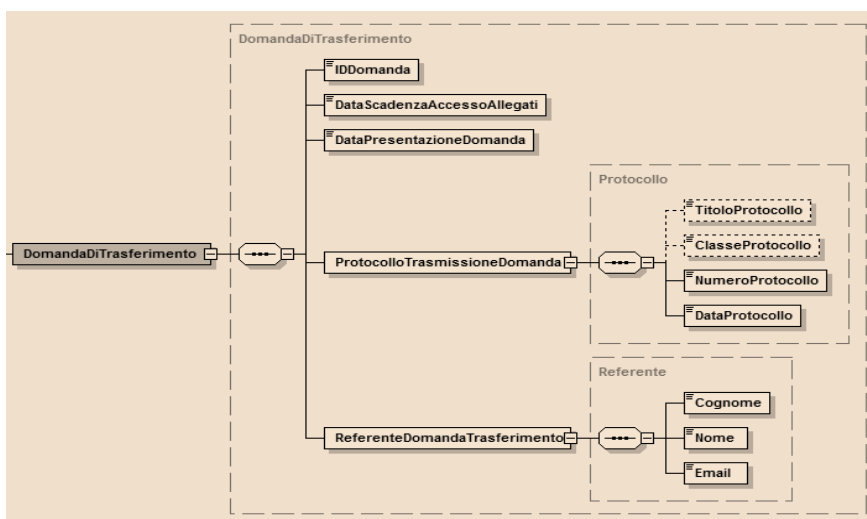 DomandaDiTrasferimento
IDDomanda
DataScadenzaAccessoAllegati
DataPresentazioneDomanda
Protocollo
TitoloProtocollo
ClasseProtocollo
DomandaDiTrasferimento
ProtocolloTrasmissioneDomanda
NumeroProtocollo
DataProtocollo
Referente
Cognome
ReferenteDomandaTrasferimento
Nome
Email